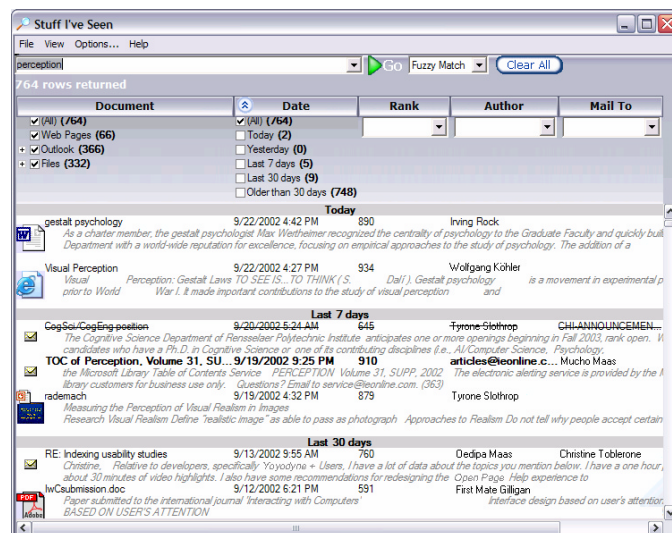 Stuff I've Seen
File View Options... Help
perception Go Fuzzy Match Clear All
764 rows returned
Document Date Rank Author Mail To
(All) (764) (All) (764)
Web Pages (66) Today (2)
Outlook (366) Yesterday (0)
Files (332) Last 7 days (5)
Last 30 days (9)
Older than 30 days (748)
Today
gestalt psychology 9/22/2002 4:42 PM 890 Irving Rock
As a charter member, the gestalt psychologist Max Wertheimer recognized the centrality of psychology to the Graduate Faculty and quickly buil
Department with a world-wide reputation for excellence, focusing on empirical approaches to the study of psychology. The addition of a
Visual Perception 9/22/2002 4:27 PM 934 Wolfgang Köhler
Visual Perception: Gestalt Laws TO SEE IS...TO THINK ( S. Dalí ). Gestalt psychology is a movement in experimental p
prior to World War I. It made important contributions to the study of visual perception and
Last 7 days
CogSci/CogEng position 9/20/2002 5:24 AM 645 Tyrone Slothrop CHI-ANNOUNCEMEN...
The Cognitive Science Department of Rensselaer Polytechnic Institute anticipates one or more openings beginning in Fall 2003, rank open. W
candidates who have a Ph.D. in Cognitive Science or one of its contributing disciplines (i.e., AI/Computer Science, Psychology,
TOC of Perception, Volume 31, SU... 9/19/2002 9:25 PM 910 articles@ieonline.c... Mucho Maas
the Microsoft Library Table of Contents Service PERCEPTION Volume 31, SUPP, 2002 The electronic alerting service is provided by the M
library customers for business use only. Questions? Email to service@ieonline.com. (363)
rademach 9/19/2002 4:32 PM 879 Tyrone Slothrop
Measuring the Perception of Visual Realism in Images
Research Visual Realism Define "realistic image" as able to pass as photograph Approaches to Realism Do not tell why people accept certain
Last 30 days
RE: Indexing usability studies 9/13/2002 9:55 AM 760 Oedipa Maas Christine Toblerone
Christine, Relative to developers, specifically Yoyodyne + Users, I have a lot of data about the topics you mention below. I have a one hour,
about 30 minutes of video highlights. I also have some recommendations for redesigning the Open Page Help experience to
IwCsubmission.doc 9/12/2002 6:21 PM 591 First Mate Gilligan
Paper submitted to the international journal 'Interacting with Computers' Interface design based on user's attention
BASED ON USER'S ATTENTION
PDF
Adobe